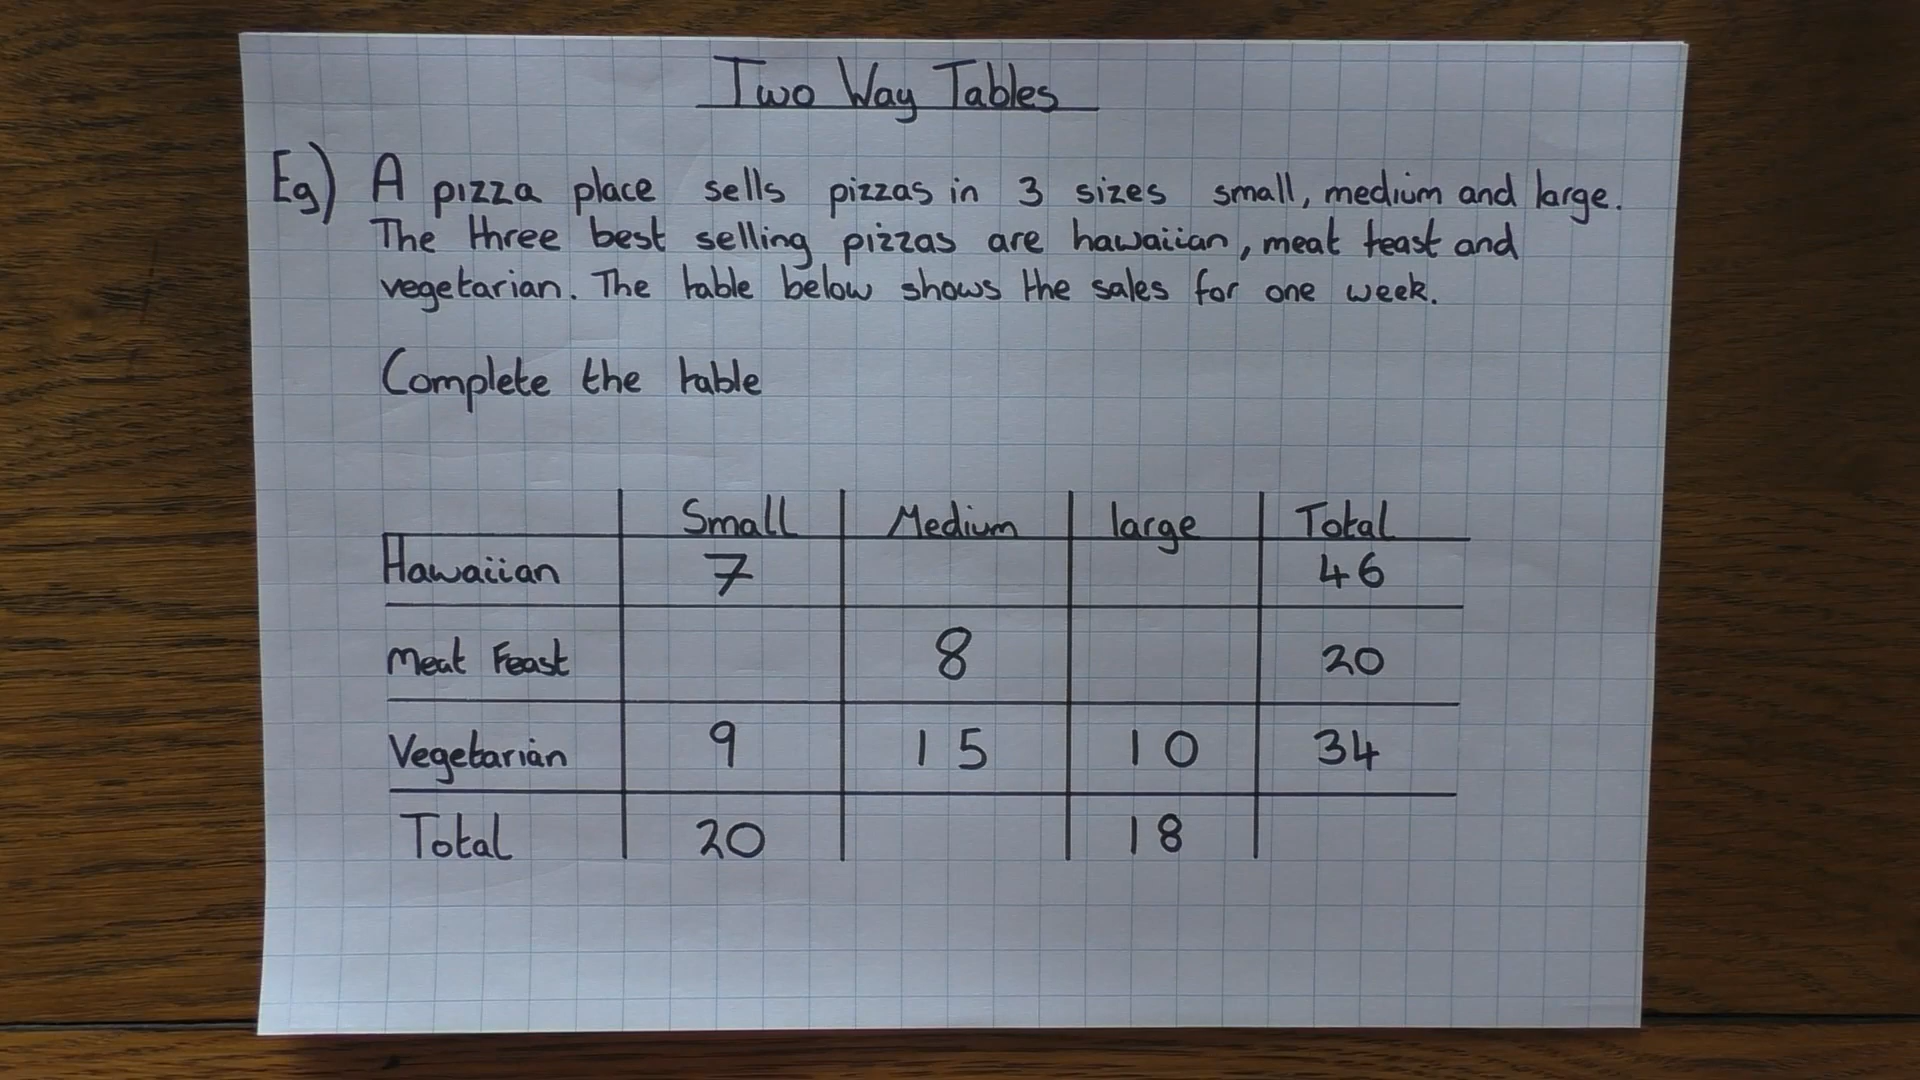 Two Way Tables
Eg) A pizza place sells pizzas in 3 sizes small, medium and large.
The three best selling pizzas are hawaiian, meat feast and
vegetarian. The table below shows the sales for one week.
Complete the table
Small Medium large Total
Hawaiian 7 46
Meat Feast 8 20
Vegetarian 9 15 10 34
Total 20 18